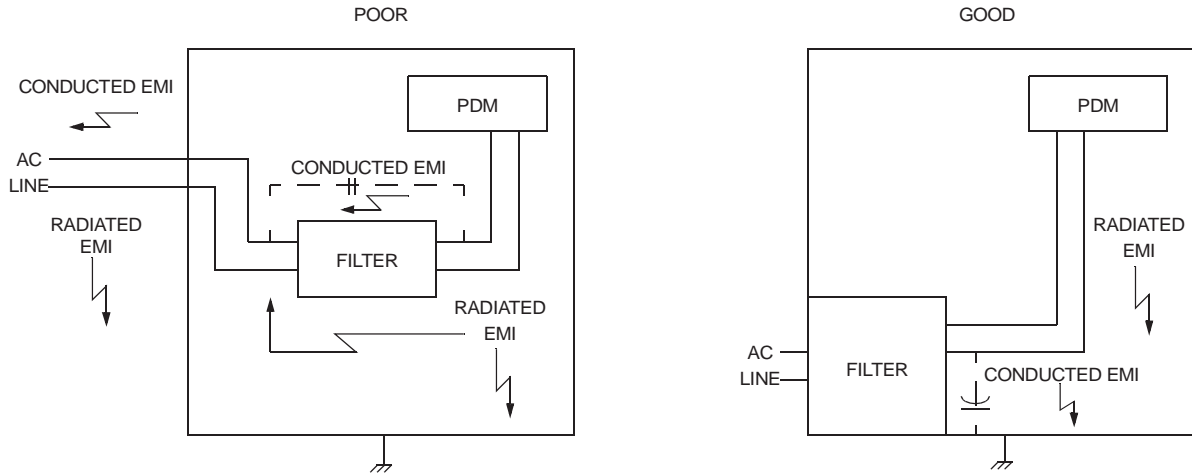 POOR
CONDUCTED EMI
PDM
CONDUCTED EMI
AC
LINE
RADIATED
EMI
FILTER
RADIATED
EMI
GOOD
PDM
RADIATED
EMI
AC
LINE
FILTER
CONDUCTED EMI